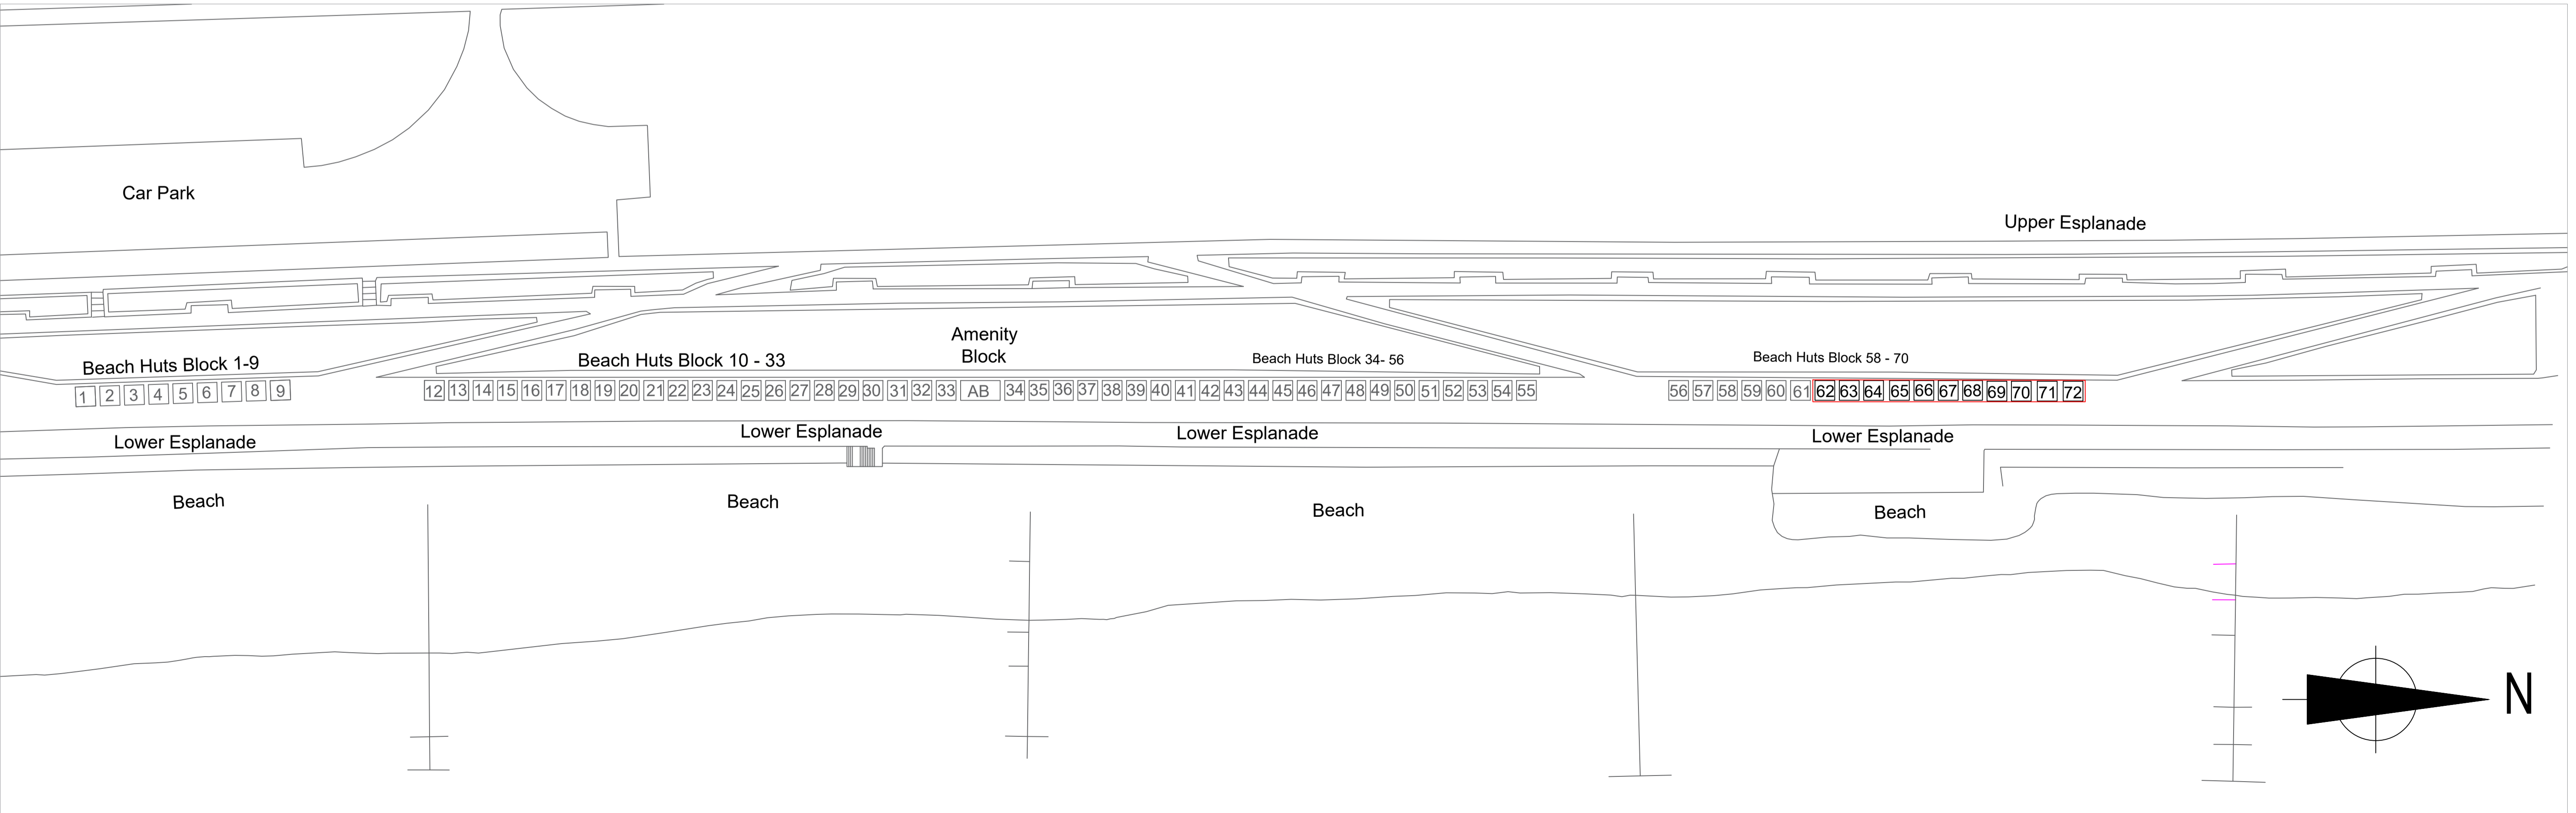 Car Park
Upper Esplanade
Amenity
Block
Beach Huts Block 1-9
Beach Huts Block 10 - 33
Beach Huts Block 34- 56
Beach Huts Block 58 - 70
1 2 3 4 5 6 7 8 9
12 13 14 15 16 17 18 19 20 21 22 23 24 25 26 27 28 29 30 31 32 33 AB 34 35 36 37 38 39 40 41 42 43 44 45 46 47 48 49 50 51 52 53 54 55
56 57 58 59 60 61 62 63 64 65 66 67 68 69 70 71 72
Lower Esplanade
Lower Esplanade
Lower Esplanade
Lower Esplanade
Beach
Beach
Beach
Beach
N